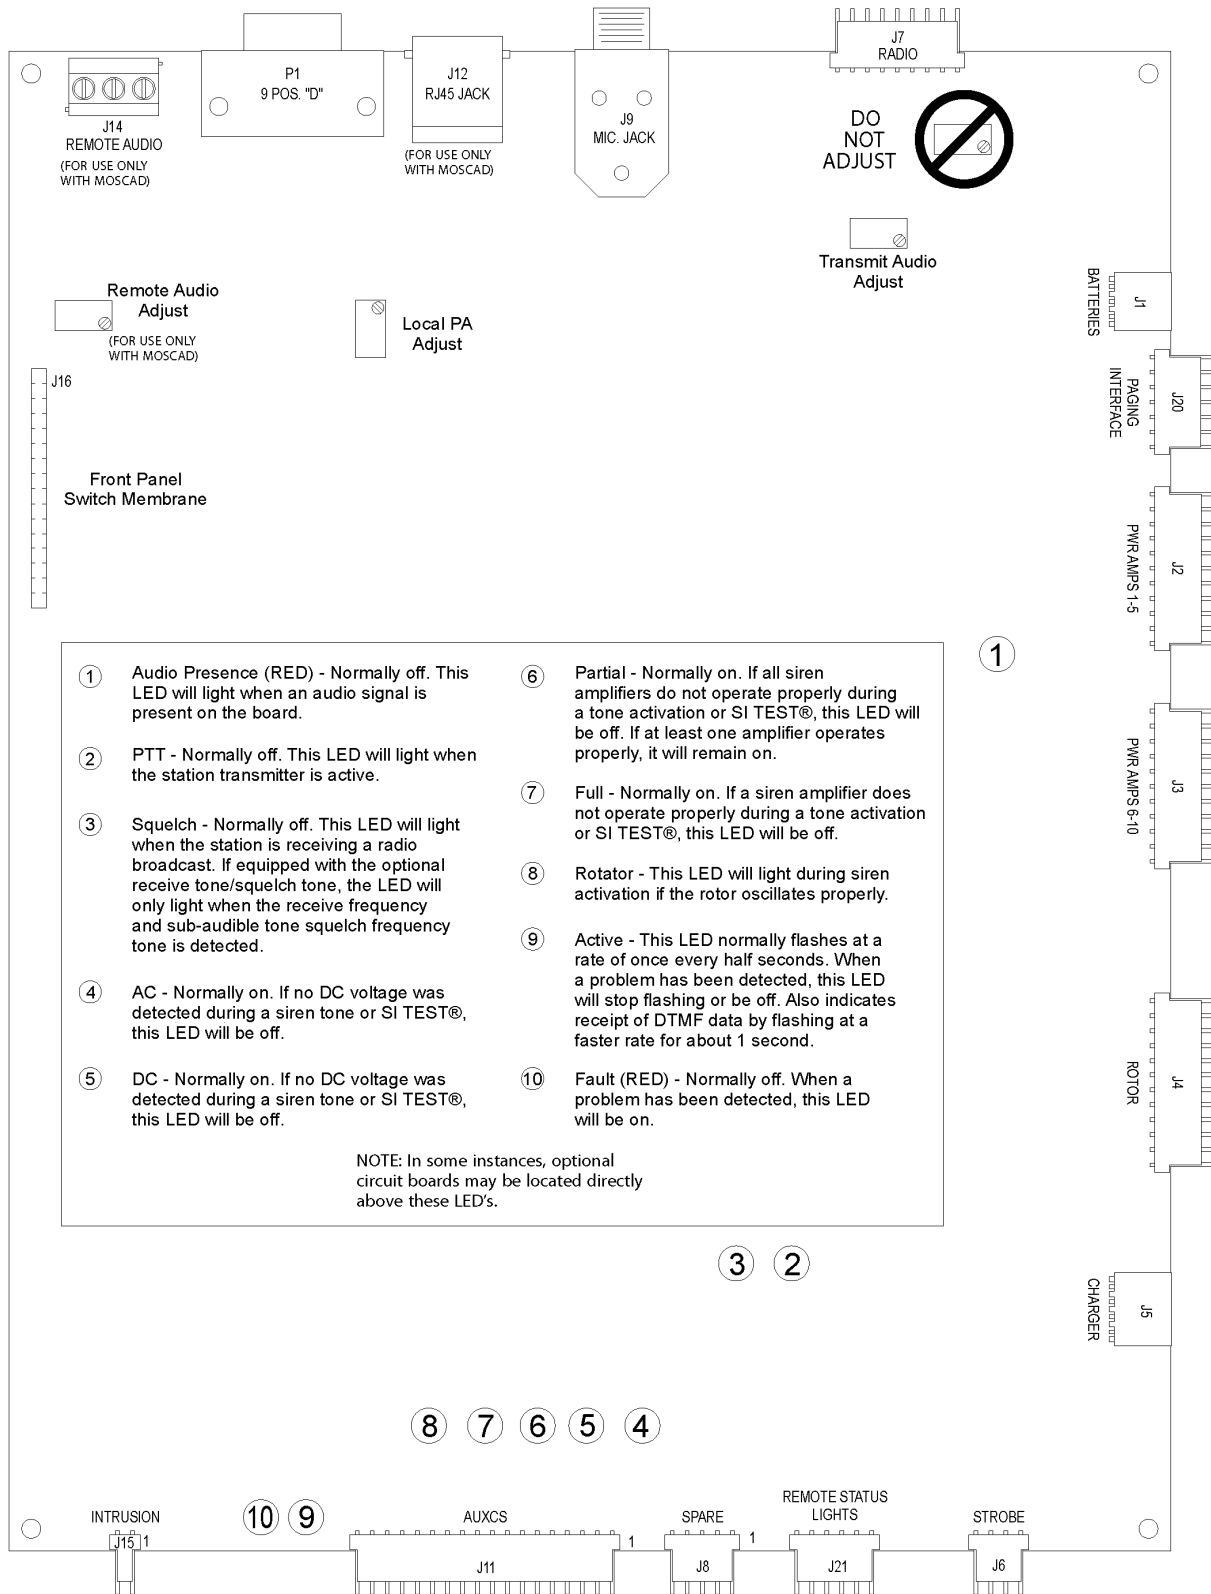 J7
RADIO
P1
9 POS. "D"
J12
RJ45 JACK
J9
MIC. JACK
J14
REMOTE AUDIO
(FOR USE ONLY
WITH MOSCAD)
(FOR USE ONLY
WITH MOSCAD)
DO
NOT
ADJUST
Transmit Audio
Adjust
Remote Audio
Adjust
(FOR USE ONLY
WITH MOSCAD)
Local PA
Adjust
BATTERIES
J1
J16
PAGING
INTERFACE
J20
Front Panel
Switch Membrane
PWR AMPS 1-5
J2
1
PWR AMPS 6-10
J3
ROTOR
J4
1 Audio Presence (RED) - Normally off. This
LED will light when an audio signal is
present on the board.
2 PTT - Normally off. This LED will light when
the station transmitter is active.
3 Squelch - Normally off. This LED will light
when the station is receiving a radio
broadcast. If equipped with the optional
receive tone/squelch tone, the LED will
only light when the receive frequency
and sub-audible tone squelch frequency
tone is detected.
4 AC - Normally on. If no DC voltage was
detected during a siren tone or SI TEST®,
this LED will be off.
5 DC - Normally on. If no DC voltage was
detected during a siren tone or SI TEST®,
this LED will be off.
6 Partial - Normally on. If all siren
amplifiers do not operate properly during
a tone activation or SI TEST®, this LED will
be off. If at least one amplifier operates
properly, it will remain on.
7 Full - Normally on. If a siren amplifier does
not operate properly during a tone activation
or SI TEST®, this LED will be off.
8 Rotator - This LED will light during siren
activation if the rotor oscillates properly.
9 Active - This LED normally flashes at a
rate of once every half seconds. When
a problem has been detected, this LED
will stop flashing or be off. Also indicates
receipt of DTMF data by flashing at a
faster rate for about 1 second.
10 Fault (RED) - Normally off. When a
problem has been detected, this LED
will be on.
NOTE: In some instances, optional
circuit boards may be located directly
above these LED's.
3 2
CHARGER
J5
8 7 6 5 4
10 9
INTRUSION
J15 1
AUXCS
1
J11
SPARE
1
J8
REMOTE STATUS
LIGHTS
J21
STROBE
J6